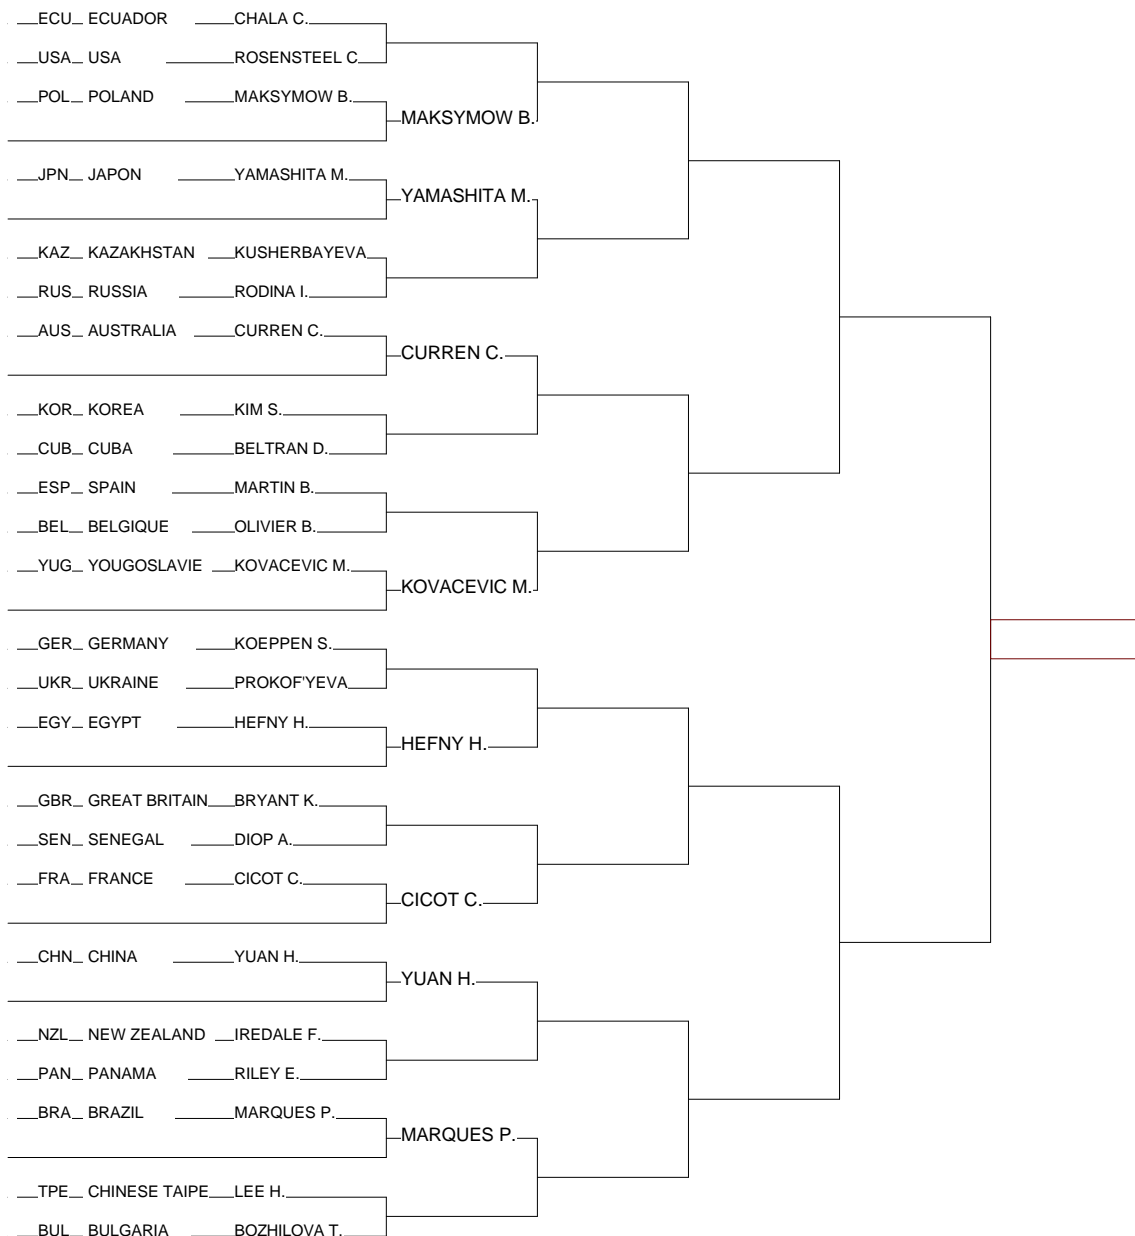 ECU ECUADOR CHALA C.
USA USA ROSENSTEEL C
POL POLAND MAKSYMOW B.
MAKSYMOW B.
JPN JAPON YAMASHITA M.
YAMASHITA M.
KAZ KAZAKHSTAN KUSHERBAYEVA
RUS RUSSIA RODINA I.
AUS AUSTRALIA CURREN C.
CURREN C.
KOR KOREA KIM S.
CUB CUBA BELTRAN D.
ESP SPAIN MARTIN B.
BEL BELGIQUE OLIVIER B.
YUG YOUGOSLAVIE KOVACEVIC M.
KOVACEVIC M.
GER GERMANY KOEPPEN S.
UKR UKRAINE PROKOF'YEVA
EGY EGYPT HEFNY H.
HEFNY H.
GBR GREAT BRITAIN BRYANT K.
SEN SENEGAL DIOP A.
FRA FRANCE CICOT C.
CICOT C.
CHN CHINA YUAN H.
YUAN H.
NZL NEW ZEALAND IREDALE F.
PAN PANAMA RILEY E.
BRA BRAZIL MARQUES P.
MARQUES P.
TPE CHINESE TAIPE LEE H.
BUL BULGARIA BOZHILOVA T.